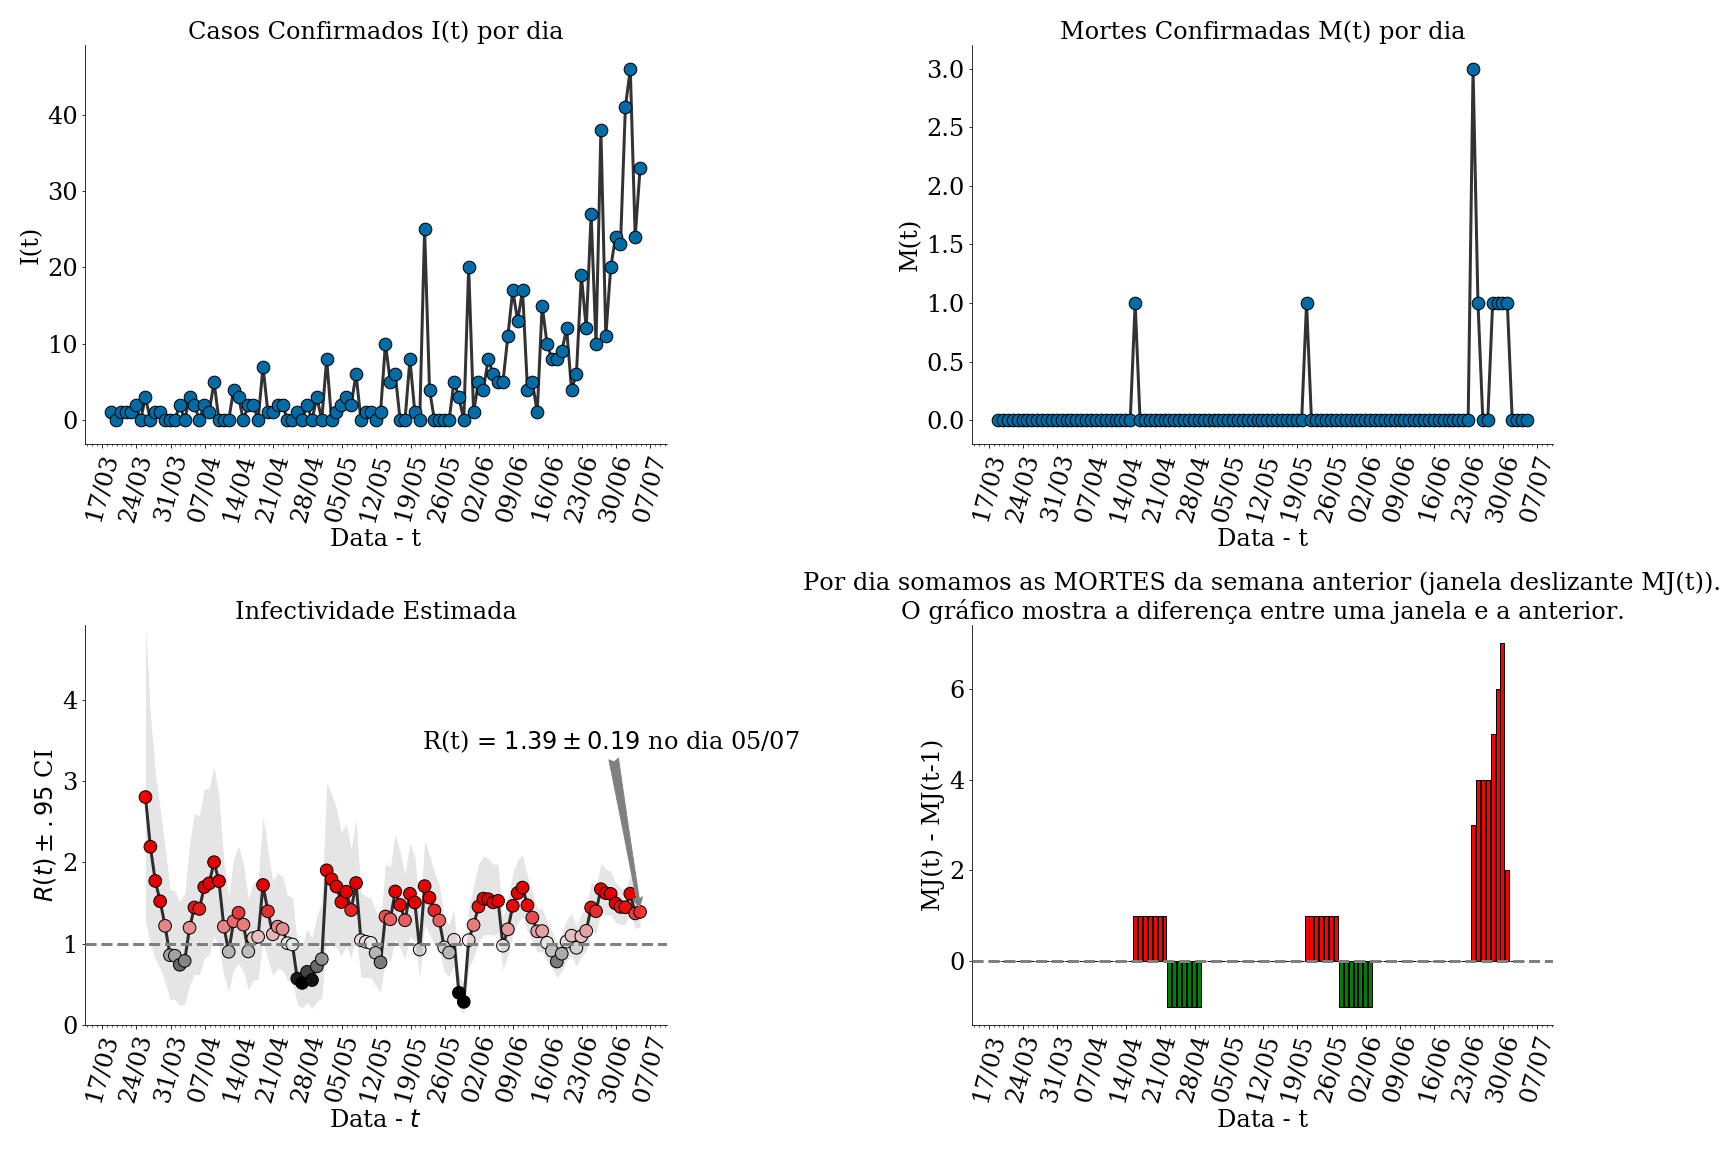 Casos Confirmados I(t) por dia
I(t)
40
30
20
10
0
17/03 24/03 31/03 07/04 14/04 21/04 28/04 05/05 12/05 19/05 26/05 02/06 09/06 16/06 23/06 30/06 07/07
Data - t
Mortes Confirmadas M(t) por dia
M(t)
3.0
2.5
2.0
1.5
1.0
0.5
0.0
17/03 24/03 31/03 07/04 14/04 21/04 28/04 05/05 12/05 19/05 26/05 02/06 09/06 16/06 23/06 30/06 07/07
Data - t
Infectividade Estimada
R(t) ± .95 CI
4
3
2
1
0
R(t) = 1.39 ± 0.19 no dia 05/07
17/03 24/03 31/03 07/04 14/04 21/04 28/04 05/05 12/05 19/05 26/05 02/06 09/06 16/06 23/06 30/06 07/07
Data - t
Por dia somamos as MORTES da semana anterior (janela deslizante MJ(t)).
O gráfico mostra a diferença entre uma janela e a anterior.
MJ(t) - MJ(t-1)
6
4
2
0
17/03 24/03 31/03 07/04 14/04 21/04 28/04 05/05 12/05 19/05 26/05 02/06 09/06 16/06 23/06 30/06 07/07
Data - t